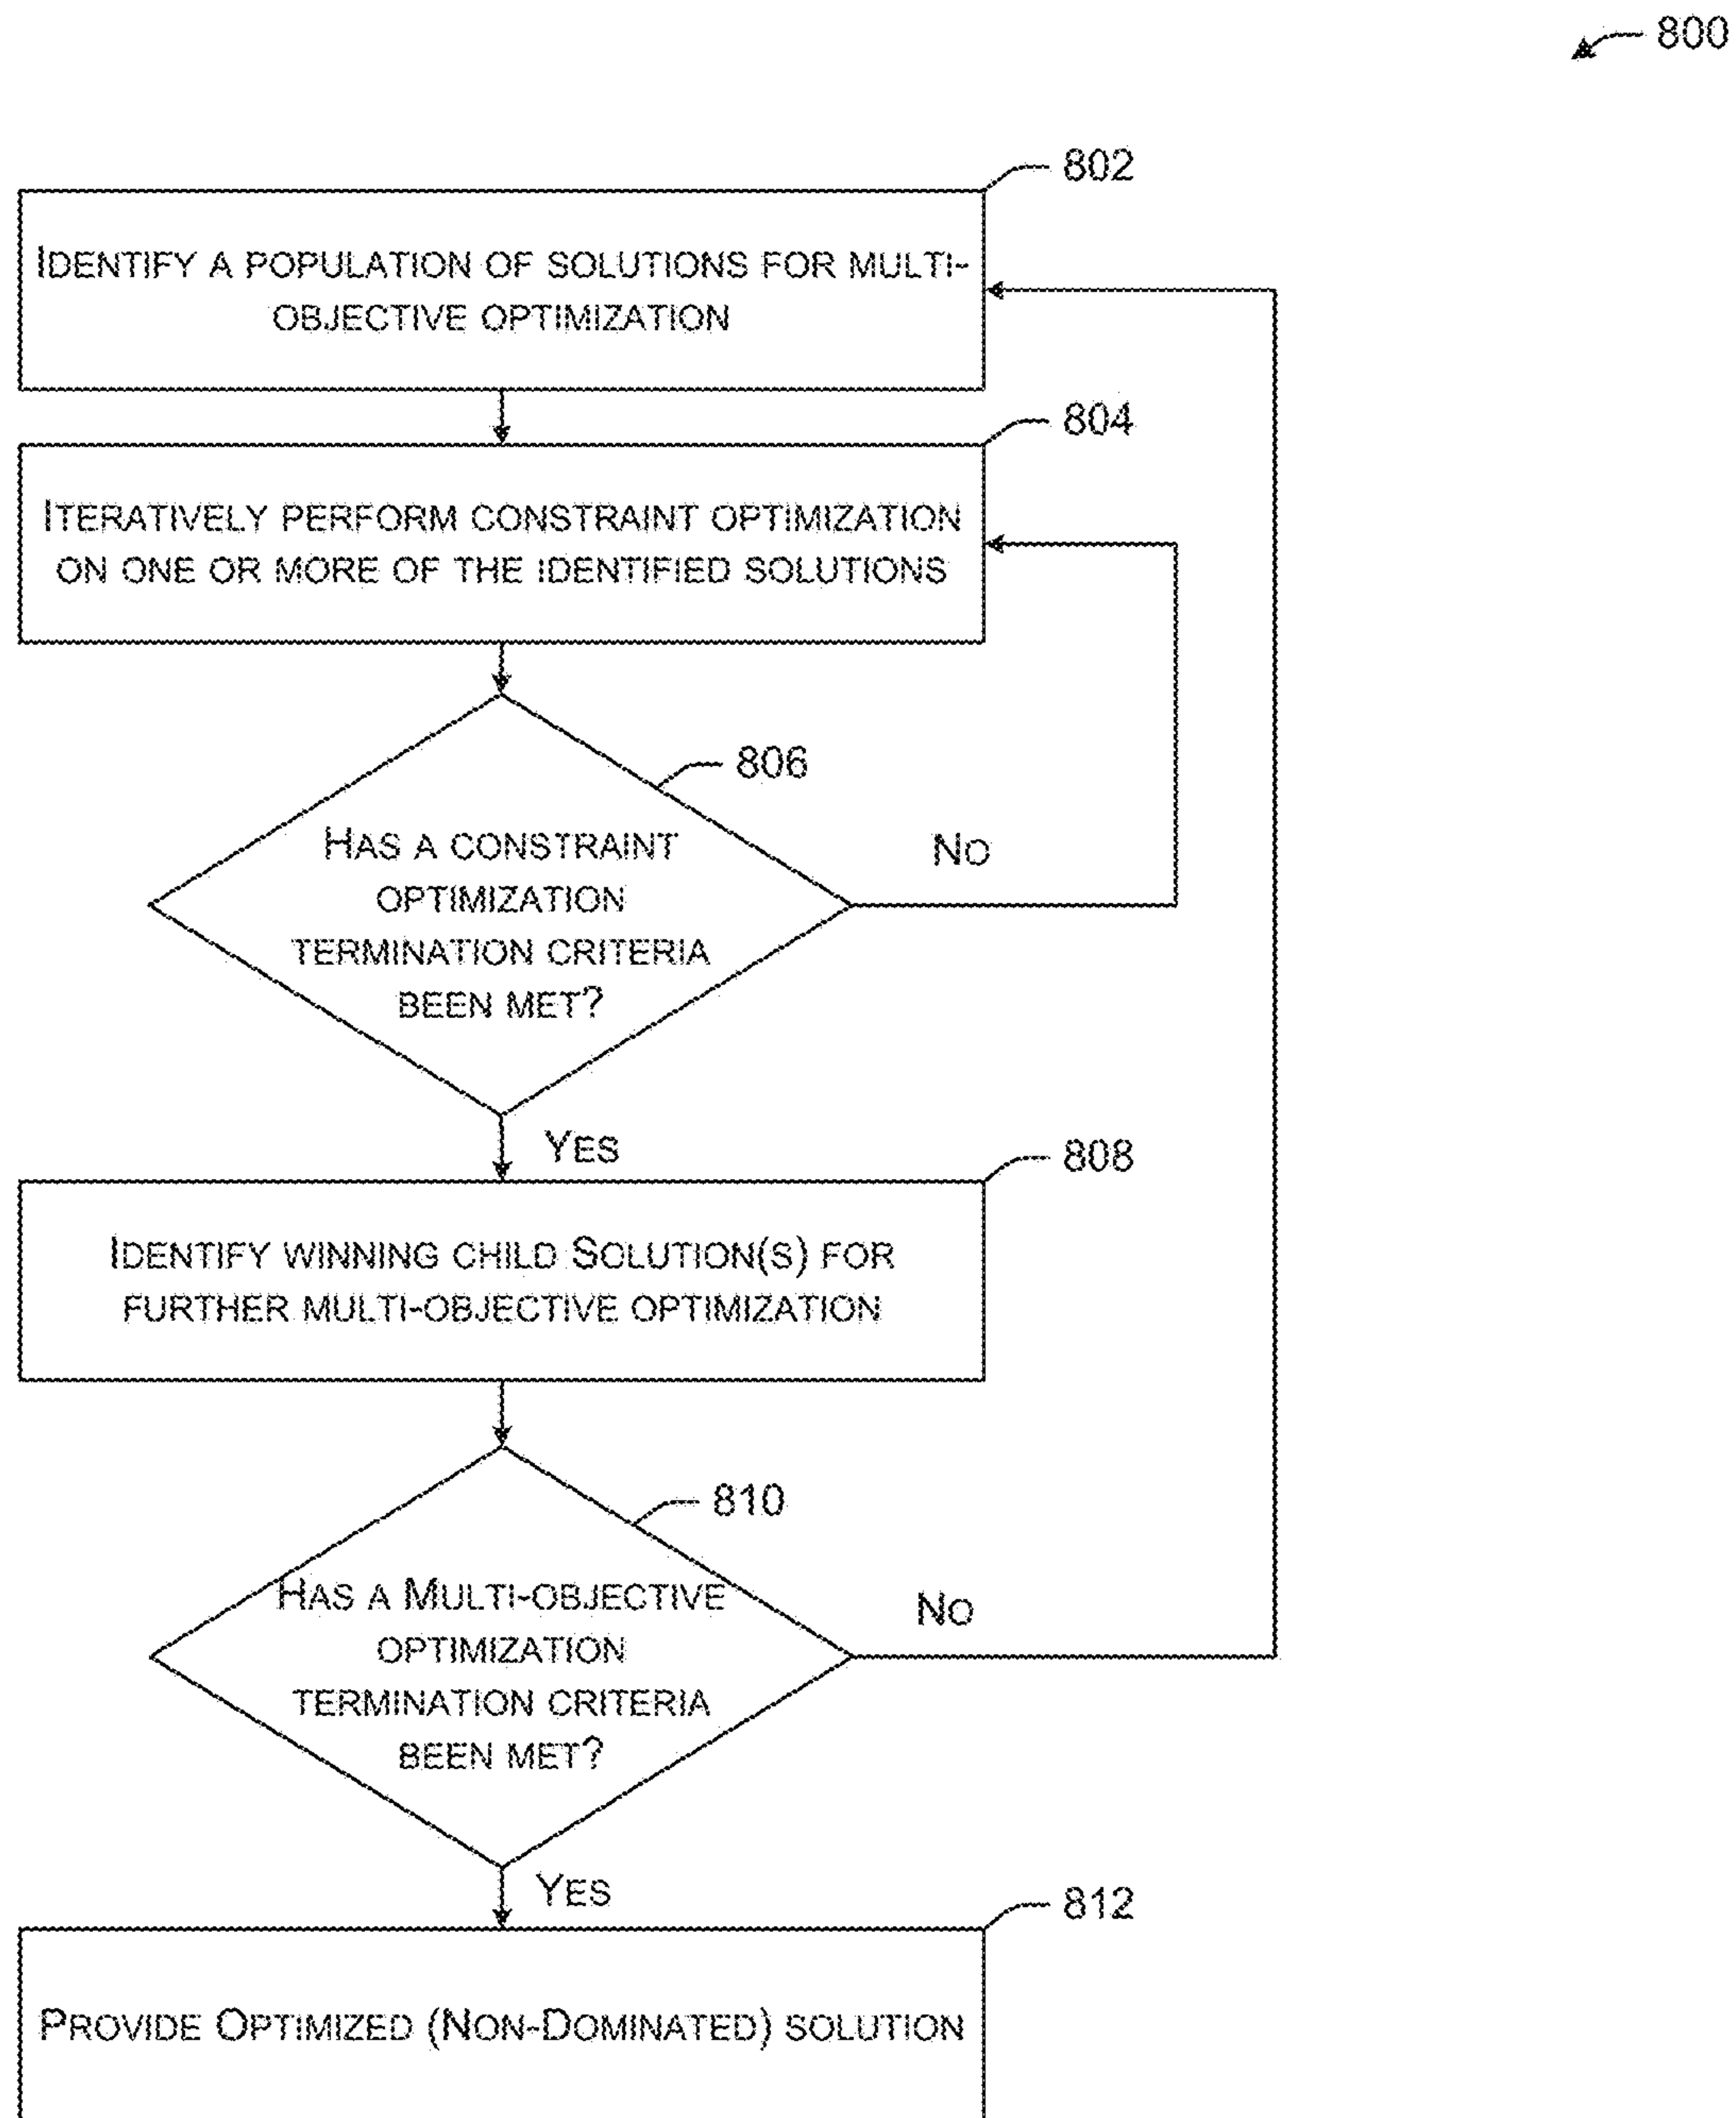 800
802
IDENTIFY A POPULATION OF SOLUTIONS FOR MULTI-
OBJECTIVE OPTIMIZATION
804
ITERATIVELY PERFORM CONSTRAINT OPTIMIZATION
ON ONE OR MORE OF THE IDENTIFIED SOLUTIONS
806
HAS A CONSTRAINT
OPTIMIZATION
TERMINATION CRITERIA
BEEN MET?
NO
YES
808
IDENTIFY WINNING CHILD SOLUTION(S) FOR
FURTHER MULTI-OBJECTIVE OPTIMIZATION
810
HAS A MULTI-OBJECTIVE
OPTIMIZATION
TERMINATION CRITERIA
BEEN MET?
NO
YES
812
PROVIDE OPTIMIZED (NON-DOMINATED) SOLUTION